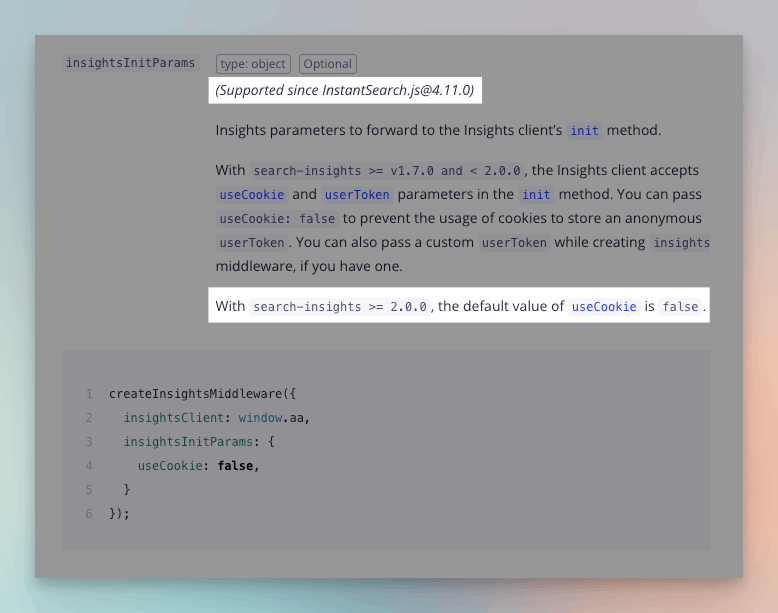 insightsInitParams type: object Optional
(Supported since InstantSearch.js@4.11.0)
Insights parameters to forward to the Insights client’s init method.
With search-insights >= v1.7.0 and < 2.0.0, the Insights client accepts
useCookie and userToken parameters in the init method. You can pass
useCookie: false to prevent the usage of cookies to store an anonymous
userToken. You can also pass a custom userToken while creating insights
middleware, if you have one.
With search-insights >= 2.0.0, the default value of useCookie is false.
1 createInsightsMiddleware({
2 insightsClient: window.aa,
3 insightsInitParams: {
4 useCookie: false,
5 }
6 });